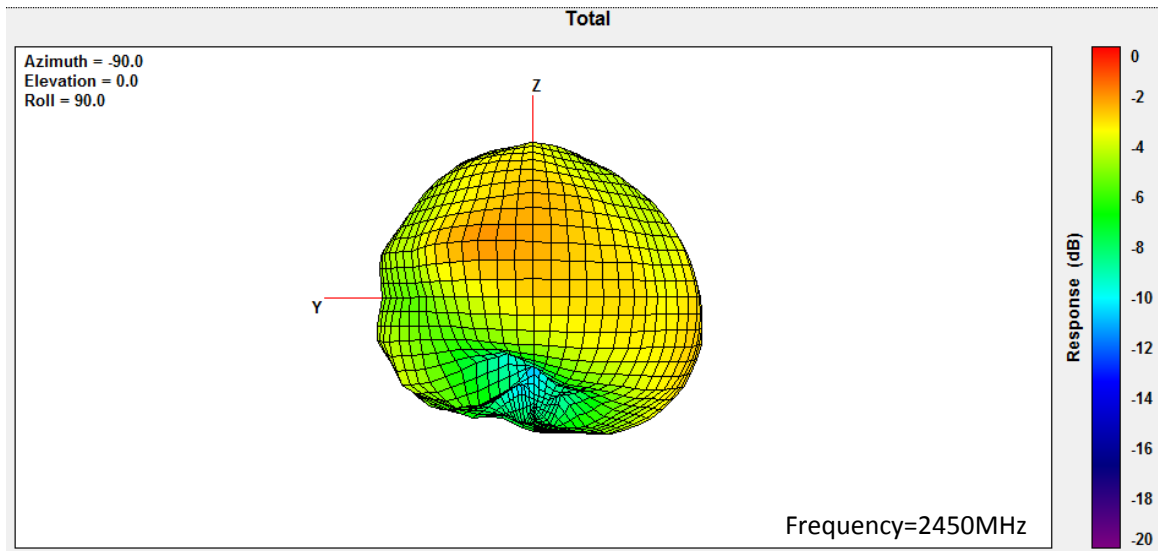 Total
Azimuth = -90.0
Elevation = 0.0
Roll = 90.0
Z
Y
0
-2
-4
-6
-8
-10
-12
-14
-16
-18
-20
Response (dB)
Frequency=2450MHz